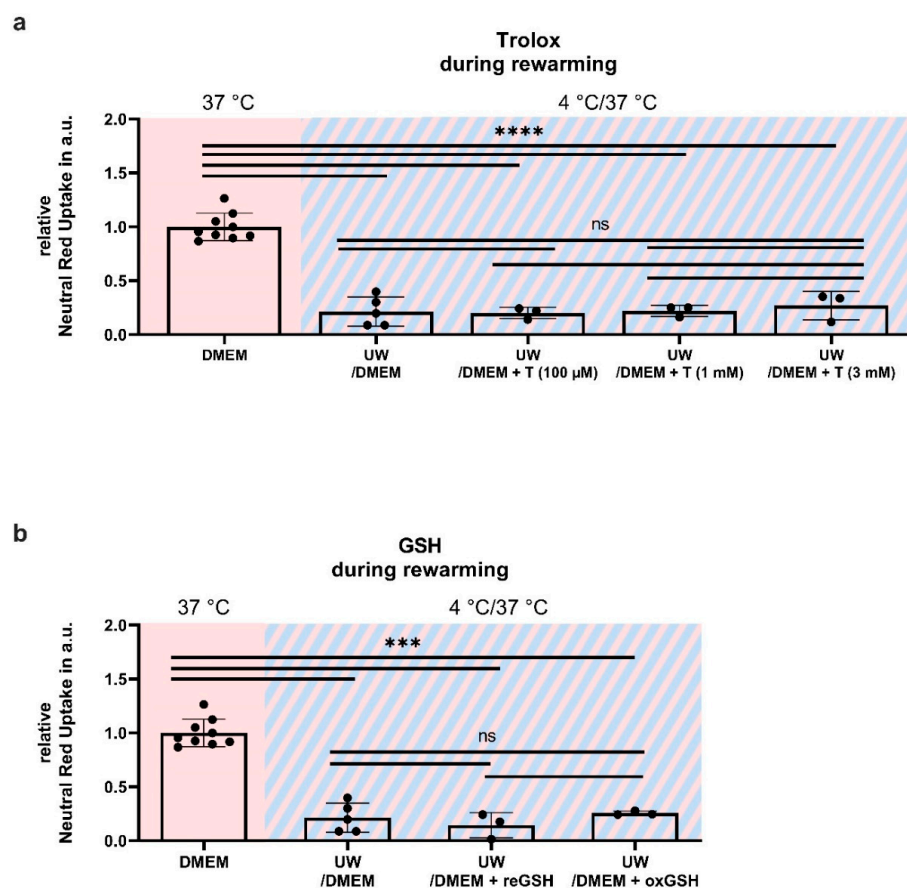 a
Trolox
during rewarming
37 °C
4 °C/37 °C
relative
Neutral Red Uptake in a.u.
2.0
1.5
1.0
0.5
0.0
****
ns
DMEM
UW
/DMEM
UW
/DMEM + T (100 µM)
UW
/DMEM + T (1 mM)
UW
/DMEM + T (3 mM)
b
GSH
during rewarming
37 °C
4 °C/37 °C
relative
Neutral Red Uptake in a.u.
2.0
1.5
1.0
0.5
0.0
***
ns
DMEM
UW
/DMEM
UW
/DMEM + reGSH
UW
/DMEM + oxGSH